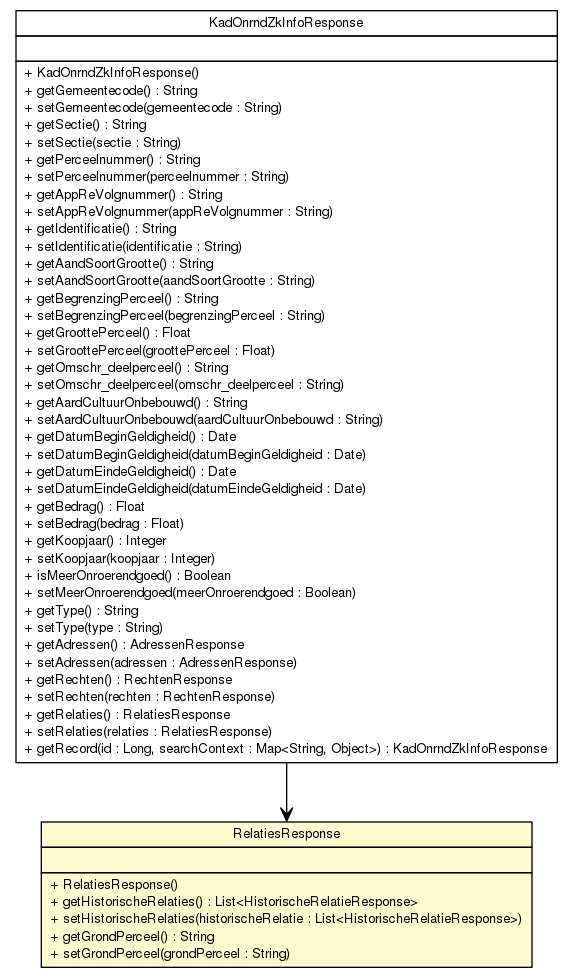 KadOnrndZkInfoResponse
+ KadOnrndZkInfoResponse()
+ getGemeentecode() : String
+ setGemeentecode(gemeentecode : String)
+ getSectie() : String
+ setSectie(sectie : String)
+ getPerceelnummer() : String
+ setPerceelnummer(perceelnummer : String)
+ getAppReVolgnummer() : String
+ setAppReVolgnummer(appReVolgnummer : String)
+ getIdentificatie() : String
+ setIdentificatie(identificatie : String)
+ getAandSoortGrootte() : String
+ setAandSoortGrootte(aandSoortGrootte : String)
+ getBegrenzingPerceel() : String
+ setBegrenzingPerceel(begrenzingPerceel : String)
+ getGroottePerceel() : Float
+ setGroottePerceel(groottePerceel : Float)
+ getOmschr_deelperceel() : String
+ setOmschr_deelperceel(omschr_deelperceel : String)
+ getAardCultuurOnbebouwd() : String
+ setAardCultuurOnbebouwd(aardCultuurOnbebouwd : String)
+ getDatumBeginGeldigheid() : Date
+ setDatumBeginGeldigheid(datumBeginGeldigheid : Date)
+ getDatumEindeGeldigheid() : Date
+ setDatumEindeGeldigheid(datumEindeGeldigheid : Date)
+ getBedrag() : Float
+ setBedrag(bedrag : Float)
+ getKoopjaar() : Integer
+ setKoopjaar(koopjaar : Integer)
+ isMeerOnroerendgoed() : Boolean
+ setMeerOnroerendgoed(meerOnroerendgoed : Boolean)
+ getType() : String
+ setType(type : String)
+ getAdressen() : AdressenResponse
+ setAdressen(adressen : AdressenResponse)
+ getRechten() : RechtenResponse
+ setRechten(rechten : RechtenResponse)
+ getRelaties() : RelatiesResponse
+ setRelaties(relaties : RelatiesResponse)
+ getRecord(id : Long, searchContext : Map<String, Object>) : KadOnrndZkInfoResponse
RelatiesResponse
+ RelatiesResponse()
+ getHistorischeRelaties() : List<HistorischeRelatieResponse>
+ setHistorischeRelaties(historischeRelatie : List<HistorischeRelatieResponse>)
+ getGrondPerceel() : String
+ setGrondPerceel(grondPerceel : String)